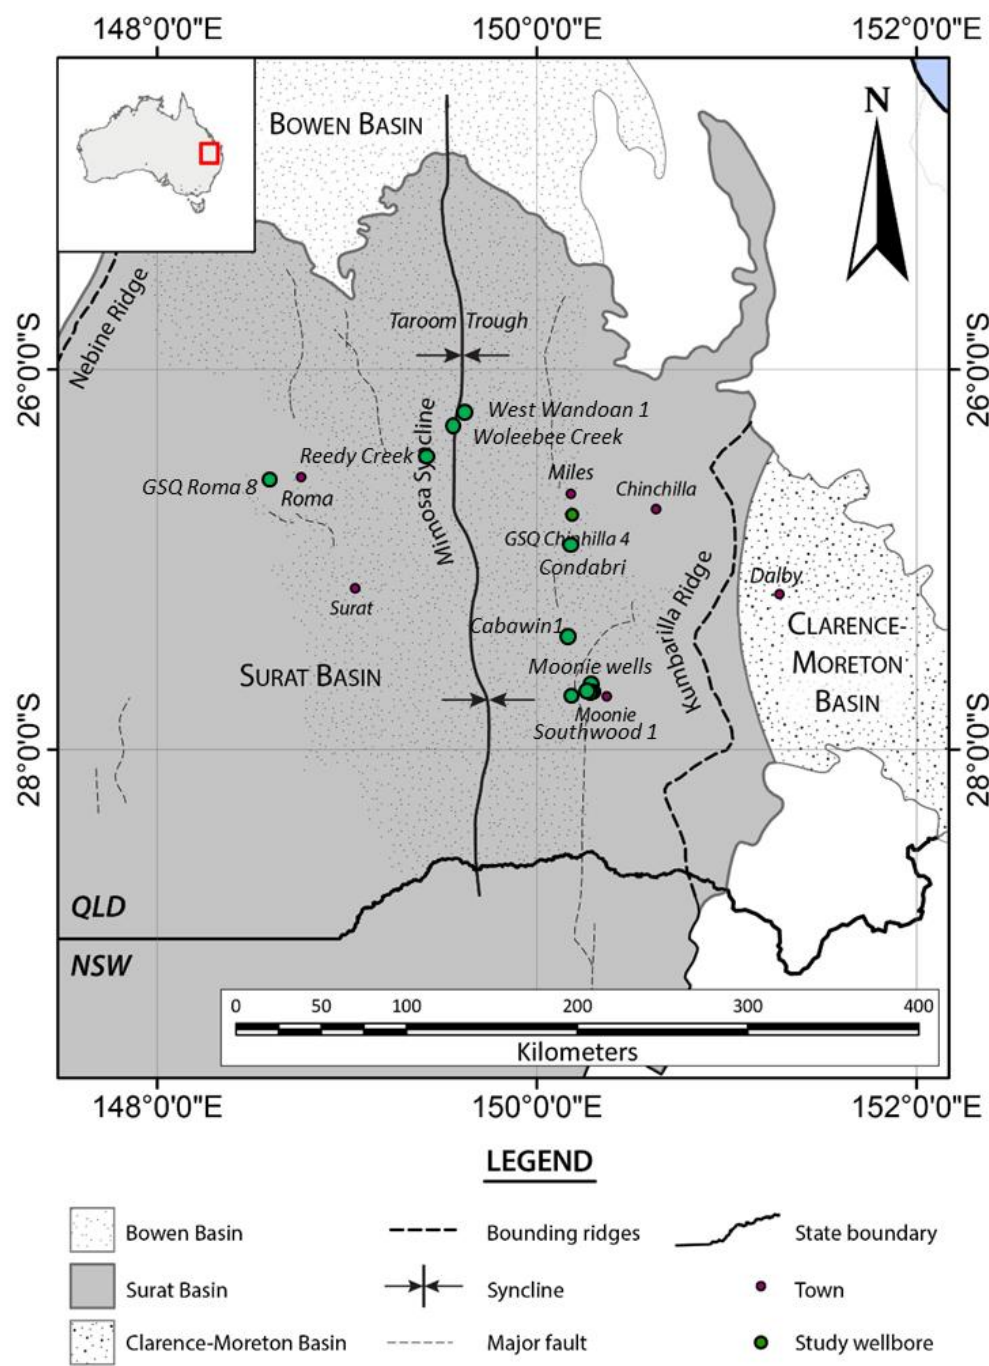 148°0'0"E 150°0'0"E 152°0'0"E
BOWEN BASIN
N
Nebine Ridge
Taroom Trough
26°0'0"S
26°0'0"S
Mimosa Syncline
West Wandoan 1
Woleebee Creek
Reedy Creek
Miles
GSQ Roma 8
Roma
Chinchilla
GSQ Chinhilla 4
Condabri
Dalby
Surat
Kumbarilla Ridge
Cabawin1
CLARENCE-
MORETON
BASIN
SURAT BASIN
Moonie wells
Moonie
Southwood 1
28°0'0"S
28°0'0"S
QLD
NSW
0 50 100 200 300 400
Kilometers
148°0'0"E 150°0'0"E 152°0'0"E
LEGEND
Bowen Basin
Bounding ridges
State boundary
Surat Basin
Syncline
Town
Clarence-Moreton Basin
Major fault
Study wellbore